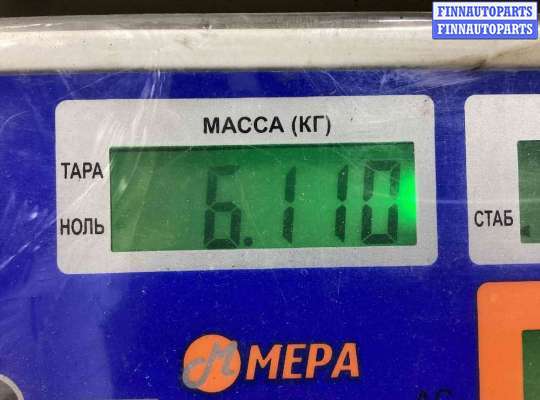 FINNAUTOPARTS
FINNAUTOPARTS
МАССА (КГ)
ТАРА
НОЛЬ
6.110
СТАБ
МЕРА